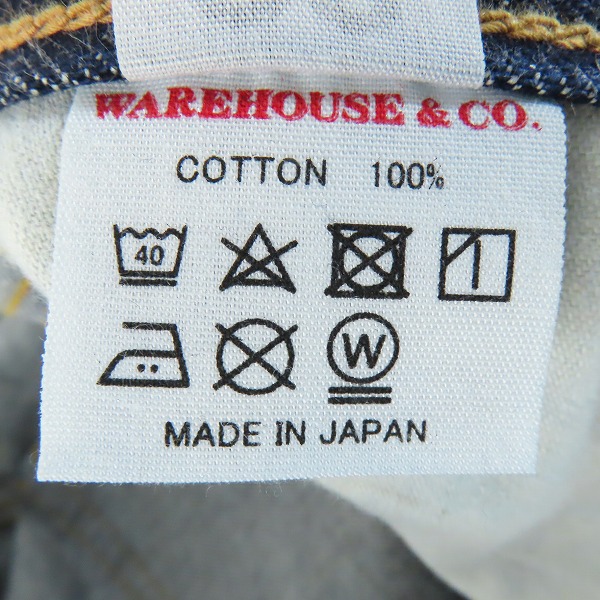 WAREHOUSE & CO.
COTTON 100%
40
W
MADE IN JAPAN